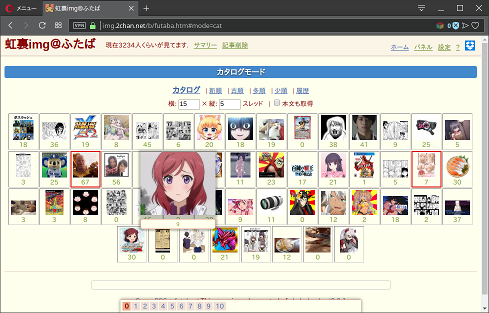 メニュー 虹裏img@ふたば
VPN img.2chan.net/b/futaba.htm#mode=cat
虹裏img@ふたば 現在3234人くらいが見てます. サマリー 記事削除 ホーム パネル 設定 ?
カタログモード
カタログ | 新順 | 古順 | 多順 | 少順 | 履歴
横: 15 × 縦: 5 スレッド | 本文も取得
18 36 19 8 45 6 20 18 19 0 38 41 9 25 5
3 25 67 56 11 23 17 21 5 7 30
3 3 8 0 9 9 11 0 12 2 18 2 37
30 0 0 21 19 12 0 0
0 1 2 3 4 5 6 7 8 9 10